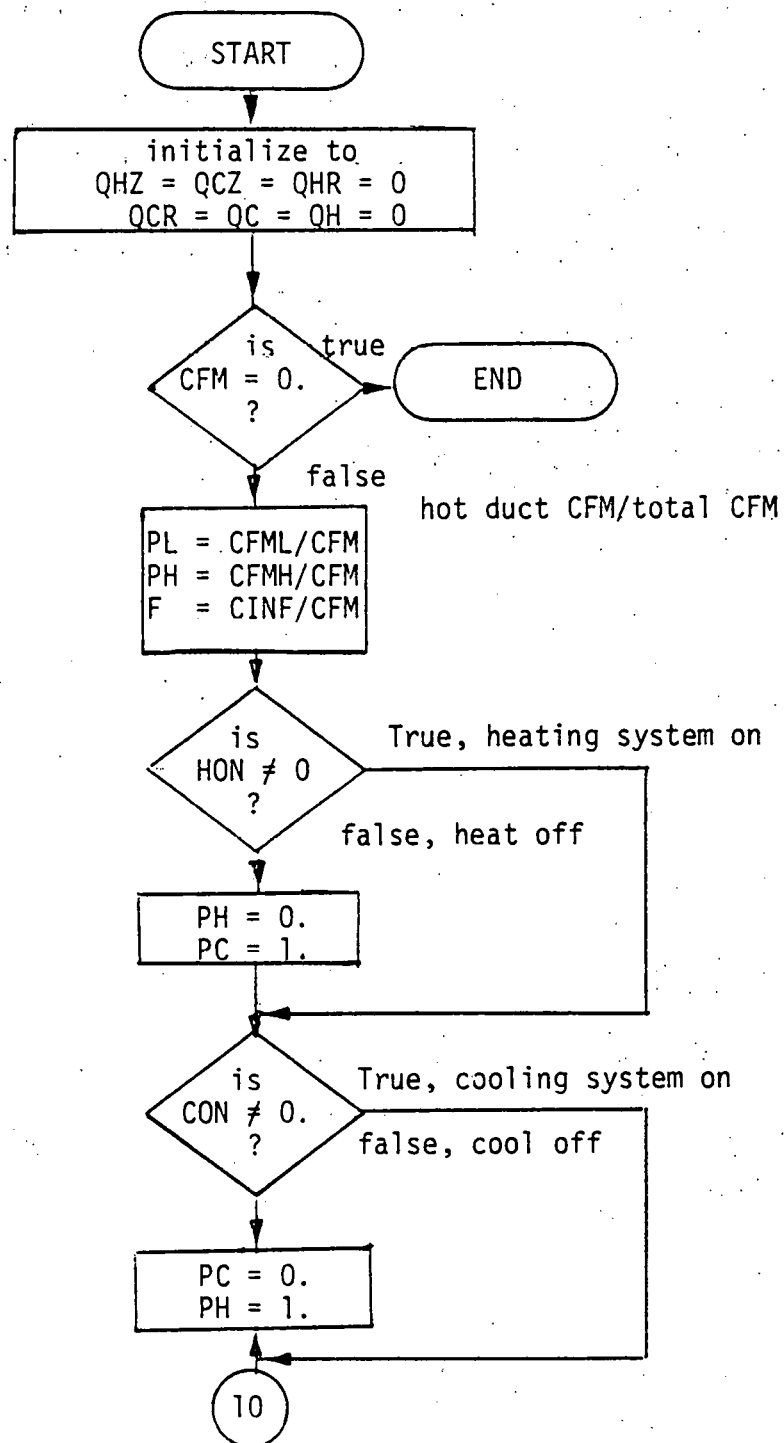 START
initialize to
QHZ = QCZ = QHR = 0
QCR = QC = QH = 0
is
true
CFM = 0.
?
END
false
hot duct CFM/total CFM
PL = CFML/CFM
PH = CFMH/CFM
F = CINF/CFM
is
HON ≠ 0
?
True, heating system on
false, heat off
PH = 0.
PC = 1.
is
CON ≠ 0.
?
True, cooling system on
false, cool off
PC = 0.
PH = 1.
10